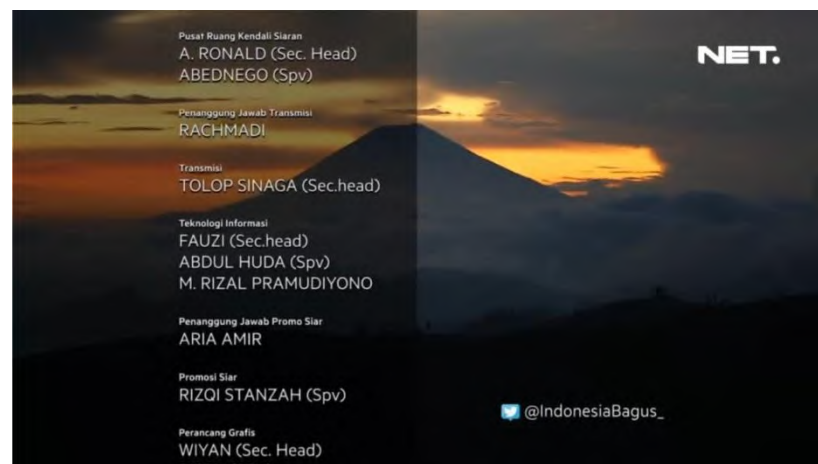 Pusat Ruang Kendali Siaran
A. RONALD (Sec. Head)
ABEDNEGO (Spv)
Penanggung Jawab Transmisi
RACHMADI
Transmisi
TOLOP SINAGA (Sec.head)
Teknologi Informasi
FAUZI (Sec.head)
ABDUL HUDA (Spv)
M. RIZAL PRAMUDIYONO
Penanggung Jawab Promo Siar
ARIA AMIR
Promosi Siar
RIZQI STANZAH (Spv)
Perancang Grafis
WIYAN (Sec. Head)
NET.
@IndonesiaBagus_